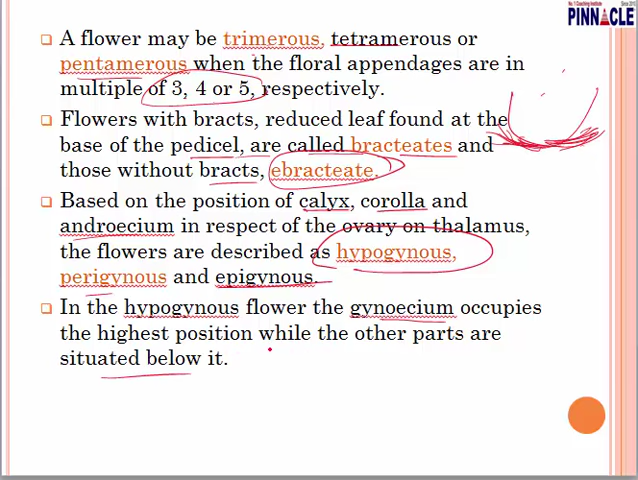 No. 1 Coaching Institute
PINNACLE
A flower may be trimerous, tetramerous or
pentamerous when the floral appendages are in
multiple of 3, 4 or 5, respectively.
Flowers with bracts, reduced leaf found at the
base of the pedicel, are called bracteates and
those without bracts, ebracteate.
Based on the position of calyx, corolla and
androecium in respect of the ovary on thalamus,
the flowers are described as hypogynous,
perigynous and epigynous.
In the hypogynous flower the gynoecium occupies
the highest position while the other parts are
situated below it.